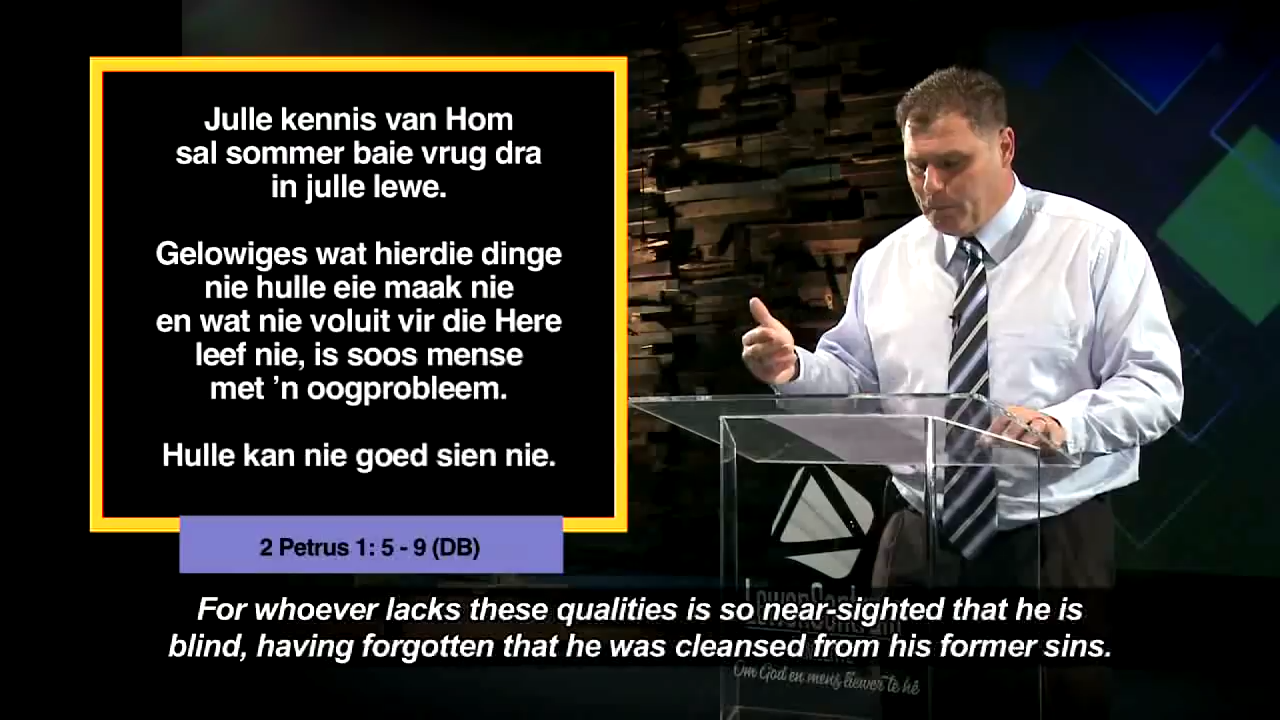 Julle kennis van Hom
sal sommer baie vrug dra
in julle lewe.
Gelowiges wat hierdie dinge
nie hulle eie maak nie
en wat nie voluit vir die Here
leef nie, is soos mense
met ’n oogprobleem.
Hulle kan nie goed sien nie.
2 Petrus 1: 5 - 9 (DB)
For whoever lacks these qualities is so near-sighted that he is
blind, having forgotten that he was cleansed from his former sins.
Om God en mens liewer te hê